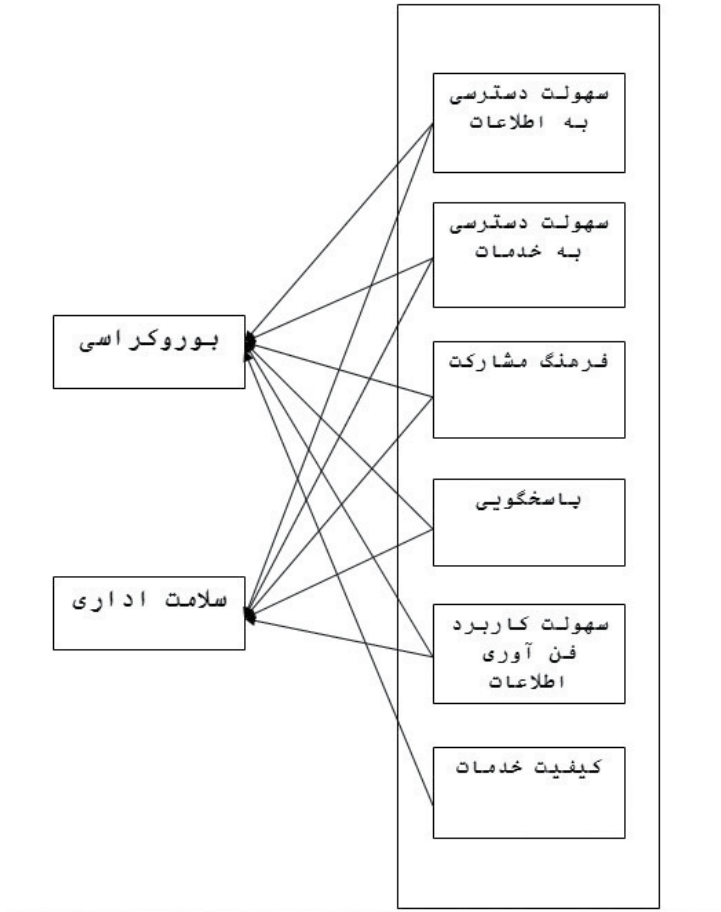 سهولت دسترسی
به اطلاعات
سهولت دسترسی
به خدمات
فرهنگ مشارکت
پاسخگویی
سهولت کاربرد
فن آوری
اطلاعات
کیفیت خدمات
بوروکراسی
سلامت اداری